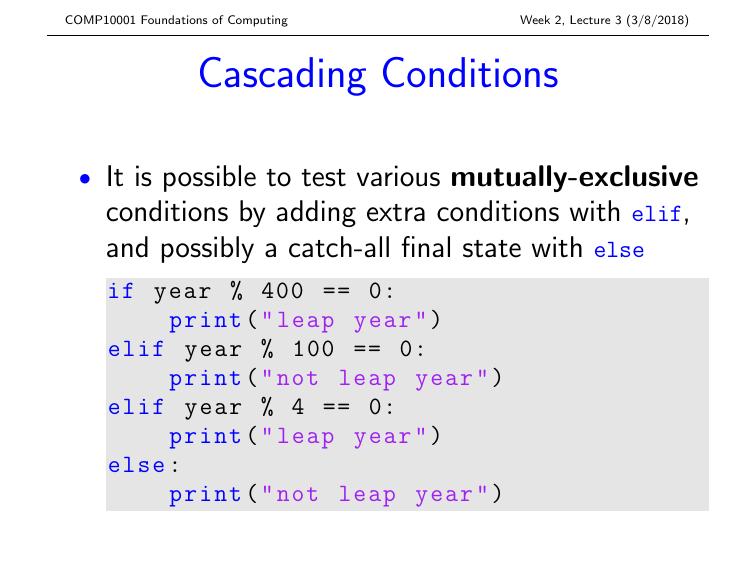 COMP10001 Foundations of Computing Week 2, Lecture 3 (3/8/2018)
Cascading Conditions
• It is possible to test various mutually-exclusive
conditions by adding extra conditions with elif,
and possibly a catch-all final state with else
if year % 400 == 0:
    print("leap year")
elif year % 100 == 0:
    print("not leap year")
elif year % 4 == 0:
    print("leap year")
else:
    print("not leap year")